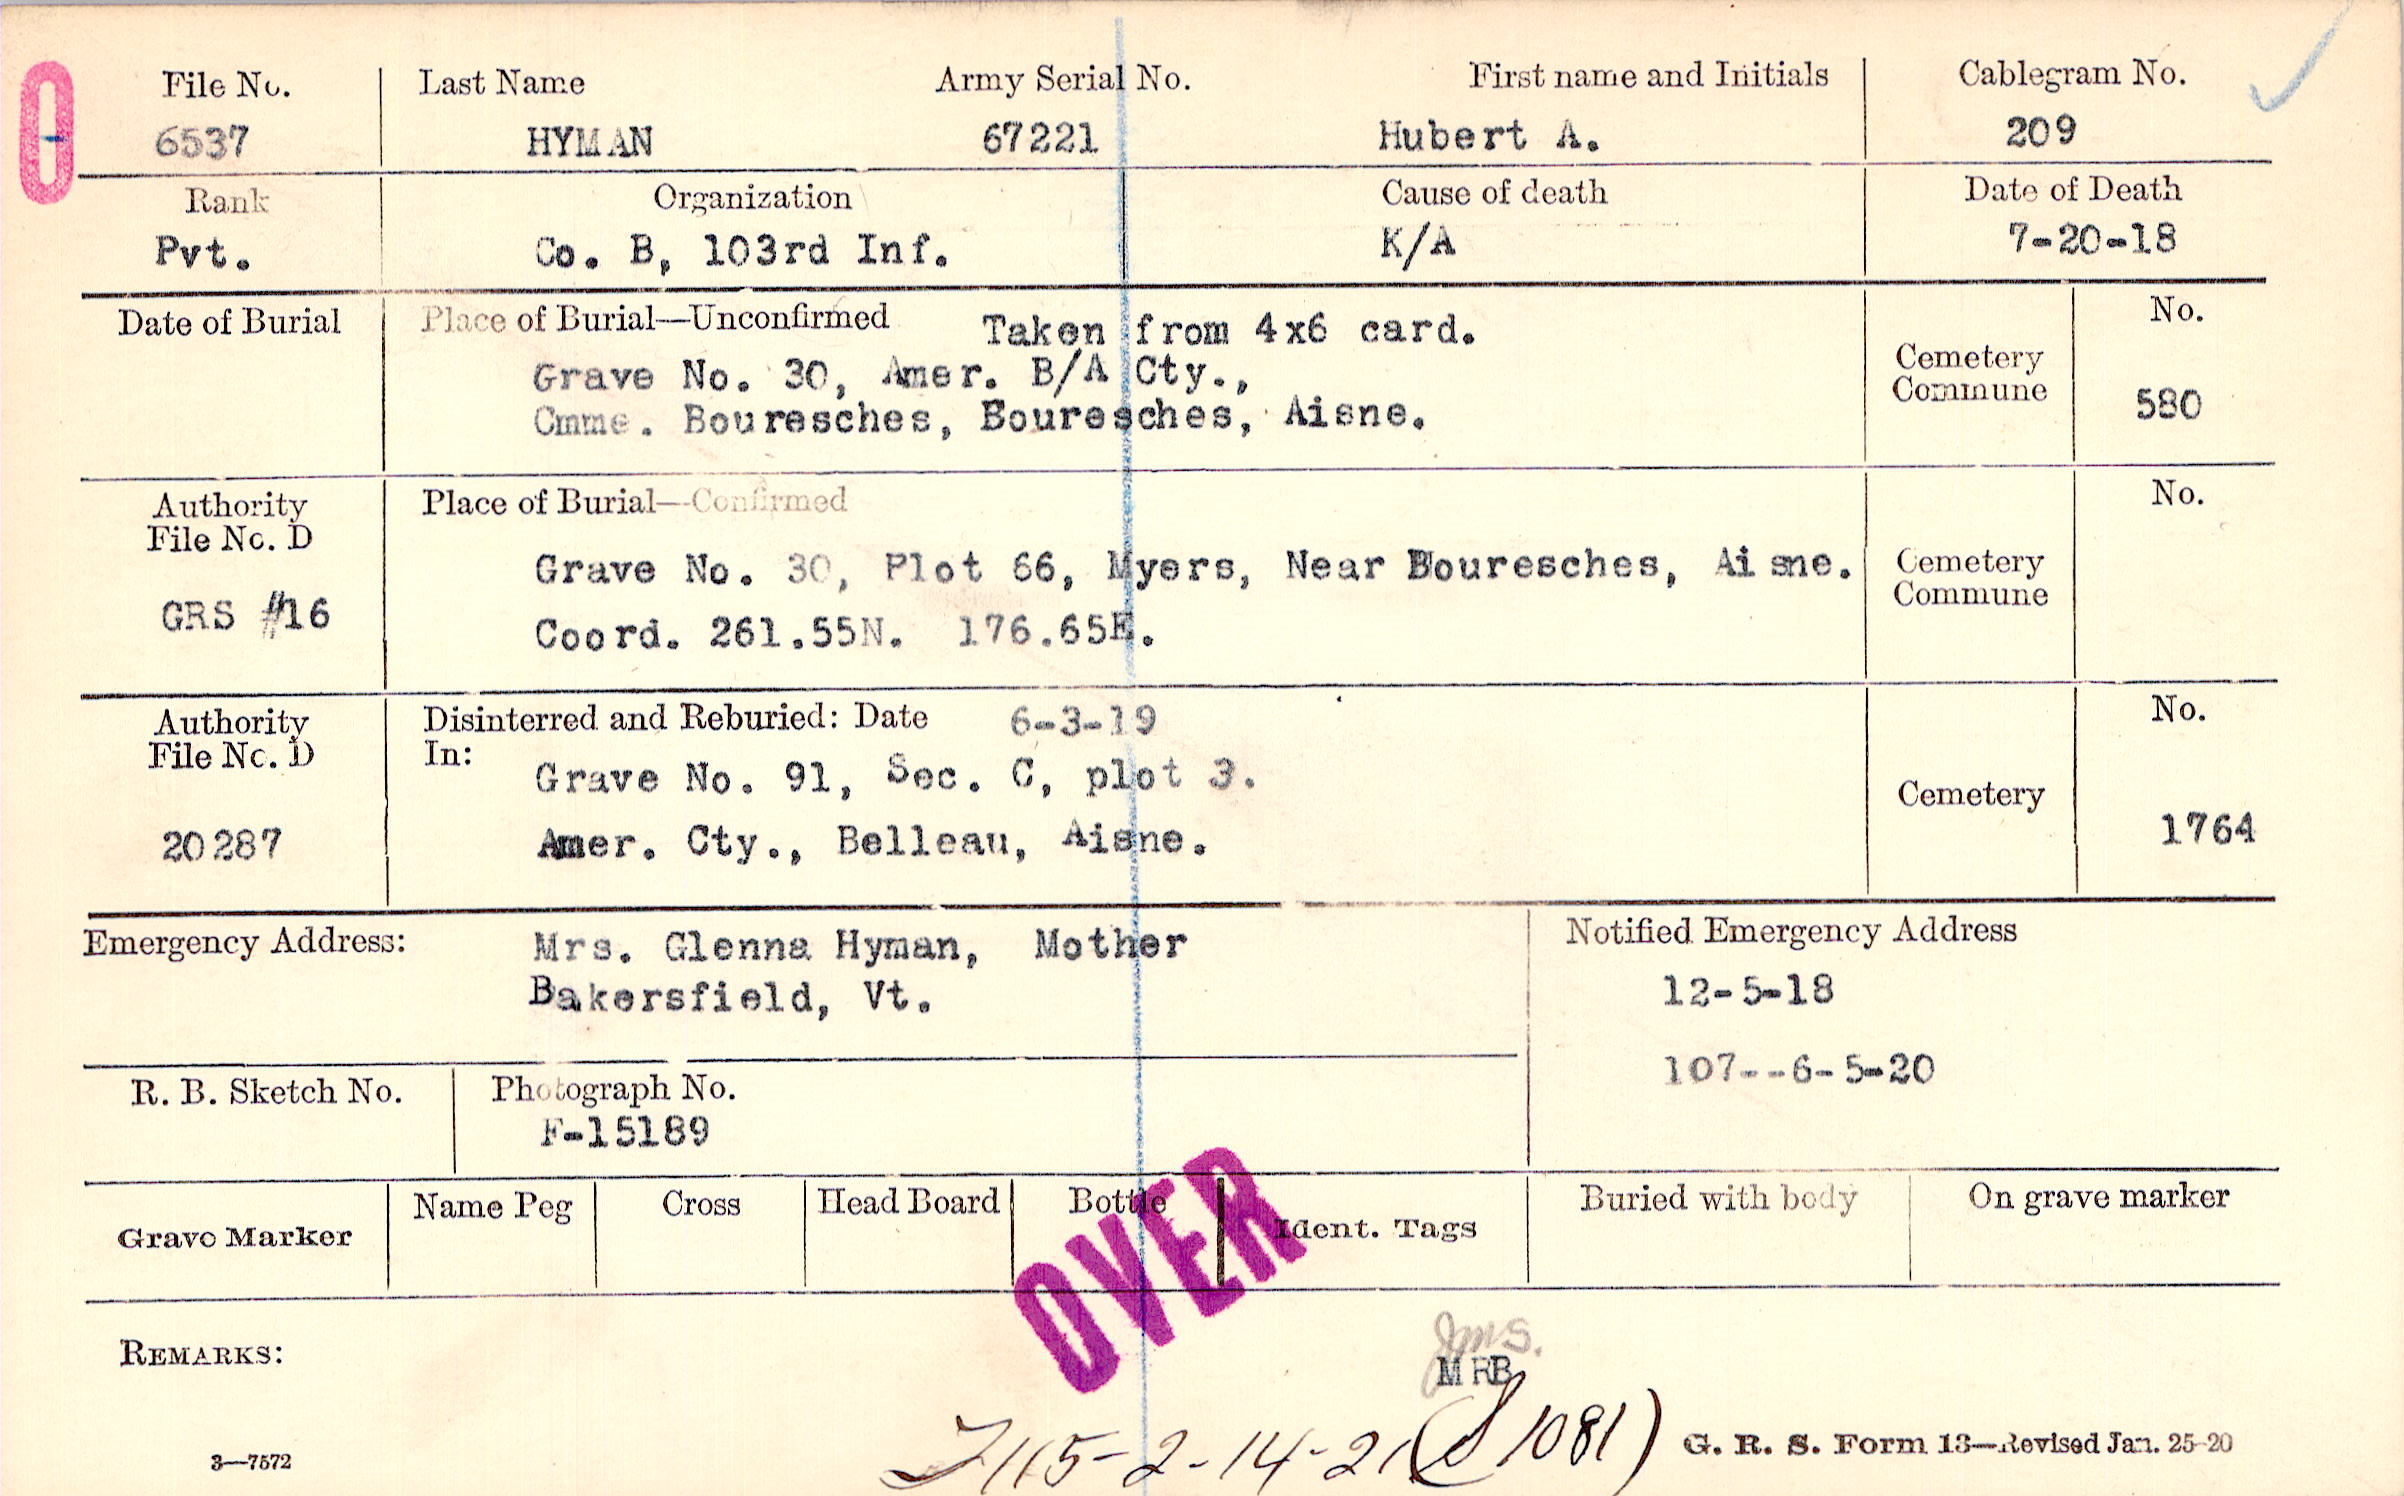 File No. Last Name Army Serial No. First name and Initials Cablegram No.
6537 HYMAN 67221 Hubert A. 209
Rank Organization Cause of death Date of Death
Pvt. Co. B, 103rd Inf. K/A 7-20-18
Date of Burial Place of Burial—Unconfirmed Taken from 4x6 card. No.
Grave No. 30, Amer. B/A Cty., Cemetery
Cmme. Bouresches, Bouresches, Aisne. Commune 580
Authority Place of Burial—Confirmed No.
File No. D
Grave No. 30, Plot 66, Myers, Near Bouresches, Aisne. Cemetery
Commune
GRS #16 Coord. 261.55N. 176.65E.
Authority Disinterred and Reburied: Date 6-3-19 No.
File No. D In:
Grave No. 91, Sec. C, plot 3.
Cemetery
20287 Amer. Cty., Belleau, Aisne. 1764
Emergency Address: Mrs. Glenna Hyman, Mother Notified Emergency Address
Bakersfield, Vt. 12-5-18
107--6-5-20
R. B. Sketch No. Photograph No.
F-15189
Name Peg Cross Head Board Bottle Buried with body On grave marker
Grave Marker Ident. Tags
OVER
REMARKS:
JMS.
MRB
115-2-14-21 (S 1081)
3—7572 G. R. S. Form 13—Revised Jan. 25-20